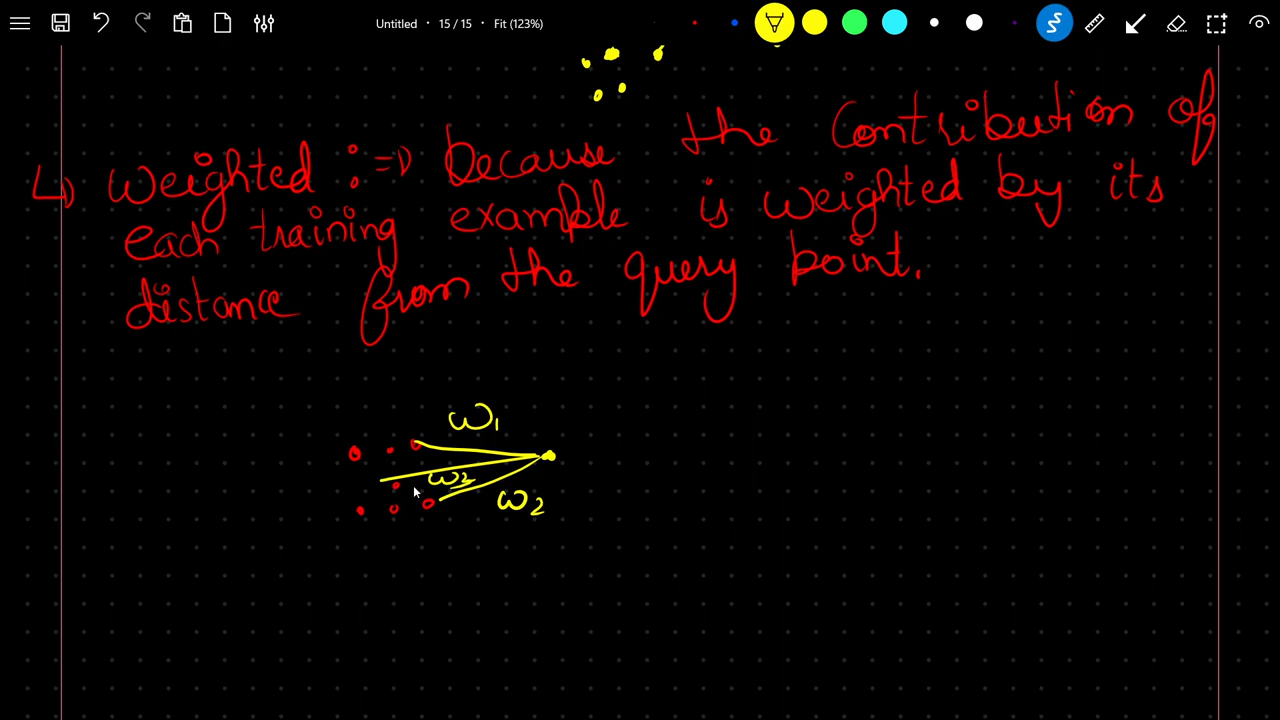 Untitled • 15 / 15 • Fit (123%)
↳ Weighted : ⇒ because the Contribution of
each training example is weighted by its
distance from the query point.
ω1
ω3
ω2